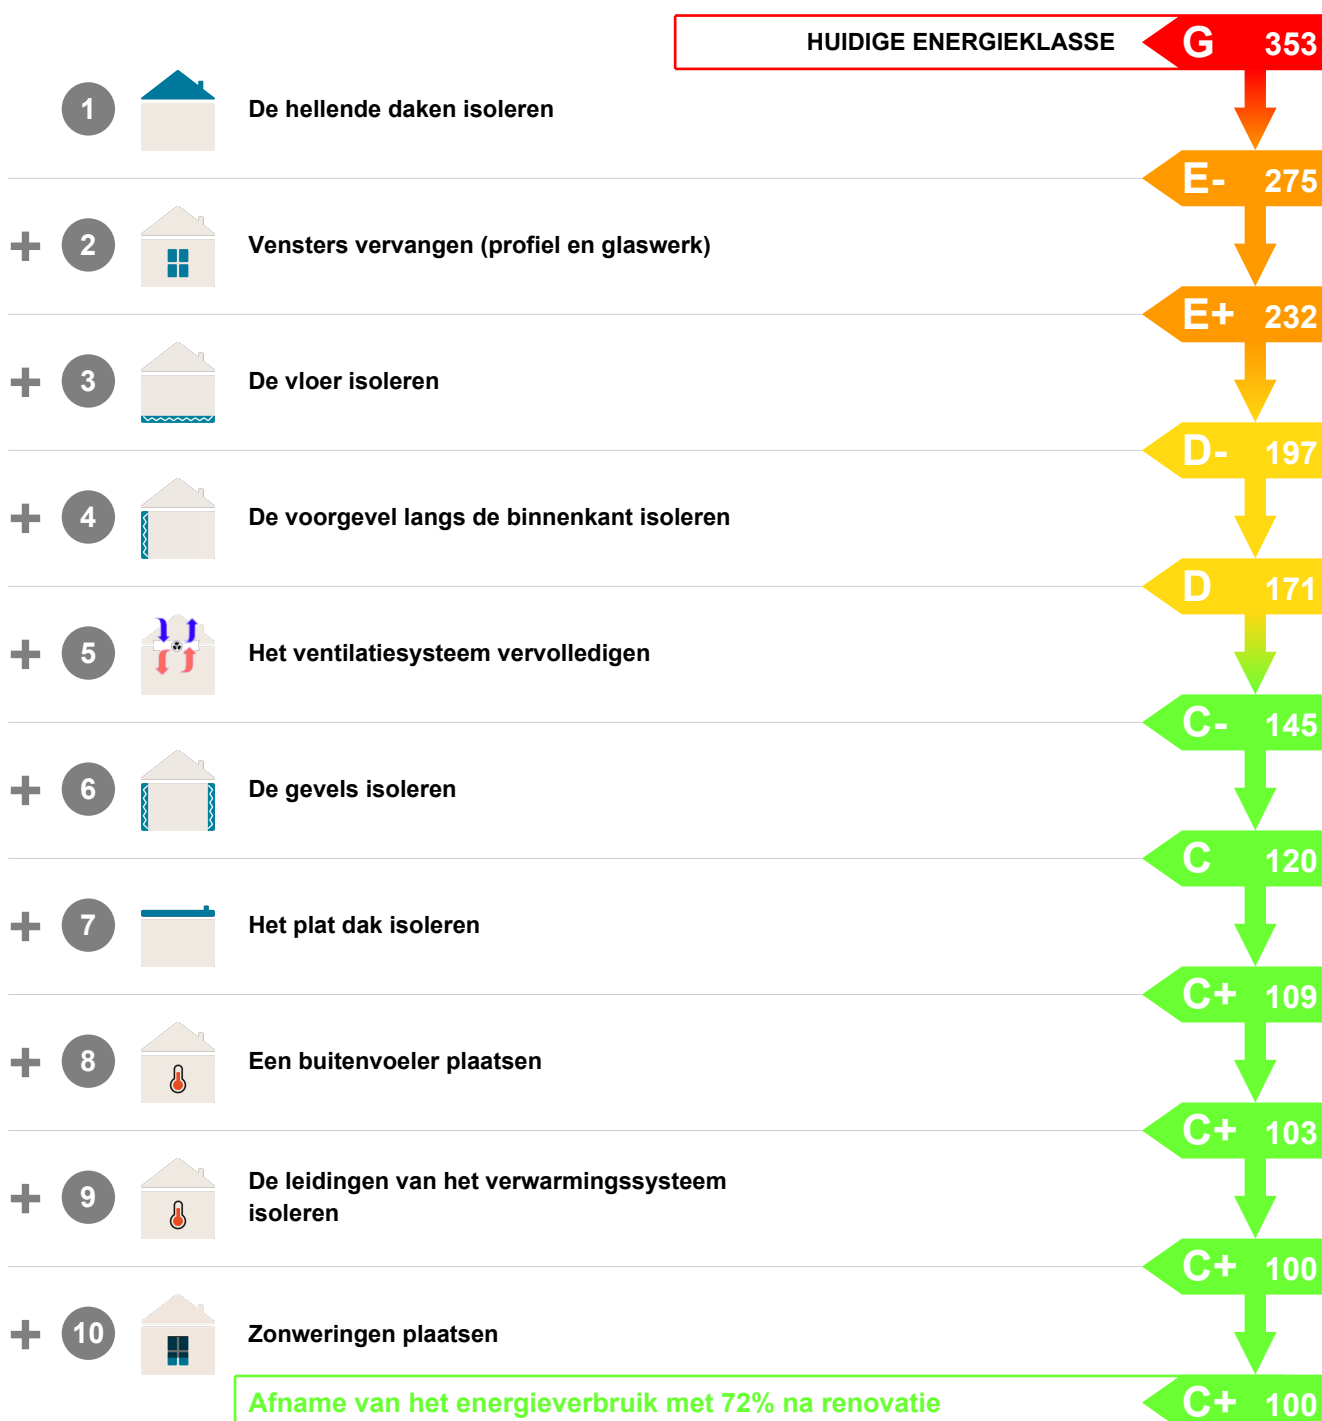 HUIDIGE ENERGIEKLASSE G 353
1 De hellende daken isoleren
E- 275
+ 2 Vensters vervangen (profiel en glaswerk)
E+ 232
+ 3 De vloer isoleren
D- 197
+ 4 De voorgevel langs de binnenkant isoleren
D 171
+ 5 Het ventilatiesysteem vervolledigen
C- 145
+ 6 De gevels isoleren
C 120
+ 7 Het plat dak isoleren
C+ 109
+ 8 Een buitenvoeler plaatsen
C+ 103
+ 9 De leidingen van het verwarmingssysteem
isoleren
C+ 100
+ 10 Zonweringen plaatsen
Afname van het energieverbruik met 72% na renovatie C+ 100